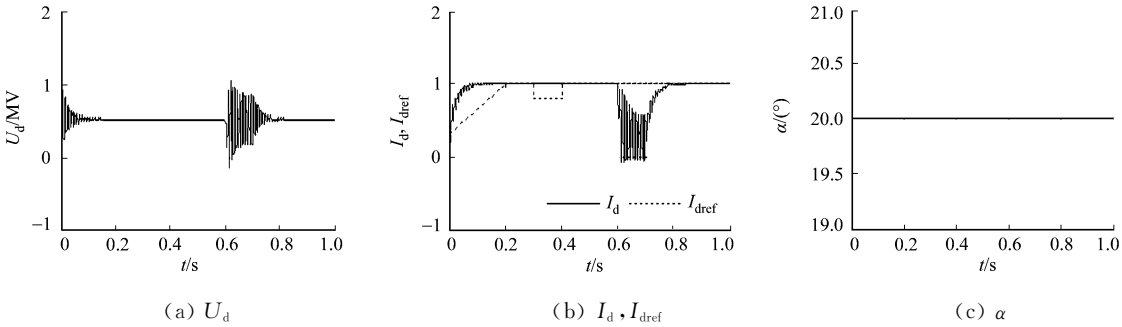 2
1
0
−1
U_d/MV
0
0.2
0.4
0.6
0.8
1.0
t/s
(a) U_d
2
1
0
−1
I_d, I_dref
I_d
I_dref
0
0.2
0.4
0.6
0.8
1.0
t/s
(b) I_d, I_dref
21.0
20.5
20.0
19.5
19.0
α/(°)
0
0.2
0.4
0.6
0.8
1.0
t/s
(c) α